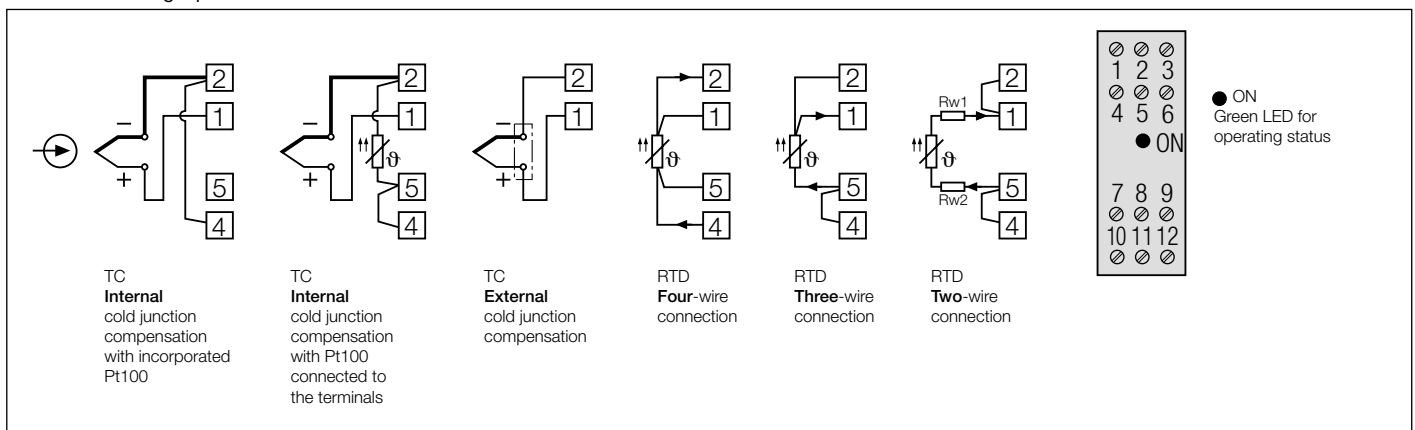 2
1
5
4
−
+
TC
Internal
cold junction
compensation
with incorporated
Pt100
2
1
5
4
−
+
ϑ
TC
Internal
cold junction
compensation
with Pt100
connected to
the terminals
2
1
−
+
TC
External
cold junction
compensation
2
1
5
4
ϑ
RTD
Four-wire
connection
2
1
5
4
ϑ
RTD
Three-wire
connection
2
1
5
4
Rw1
ϑ
Rw2
RTD
Two-wire
connection
1 2 3
4 5 6
ON
7 8 9
10 11 12
ON
Green LED for
operating status